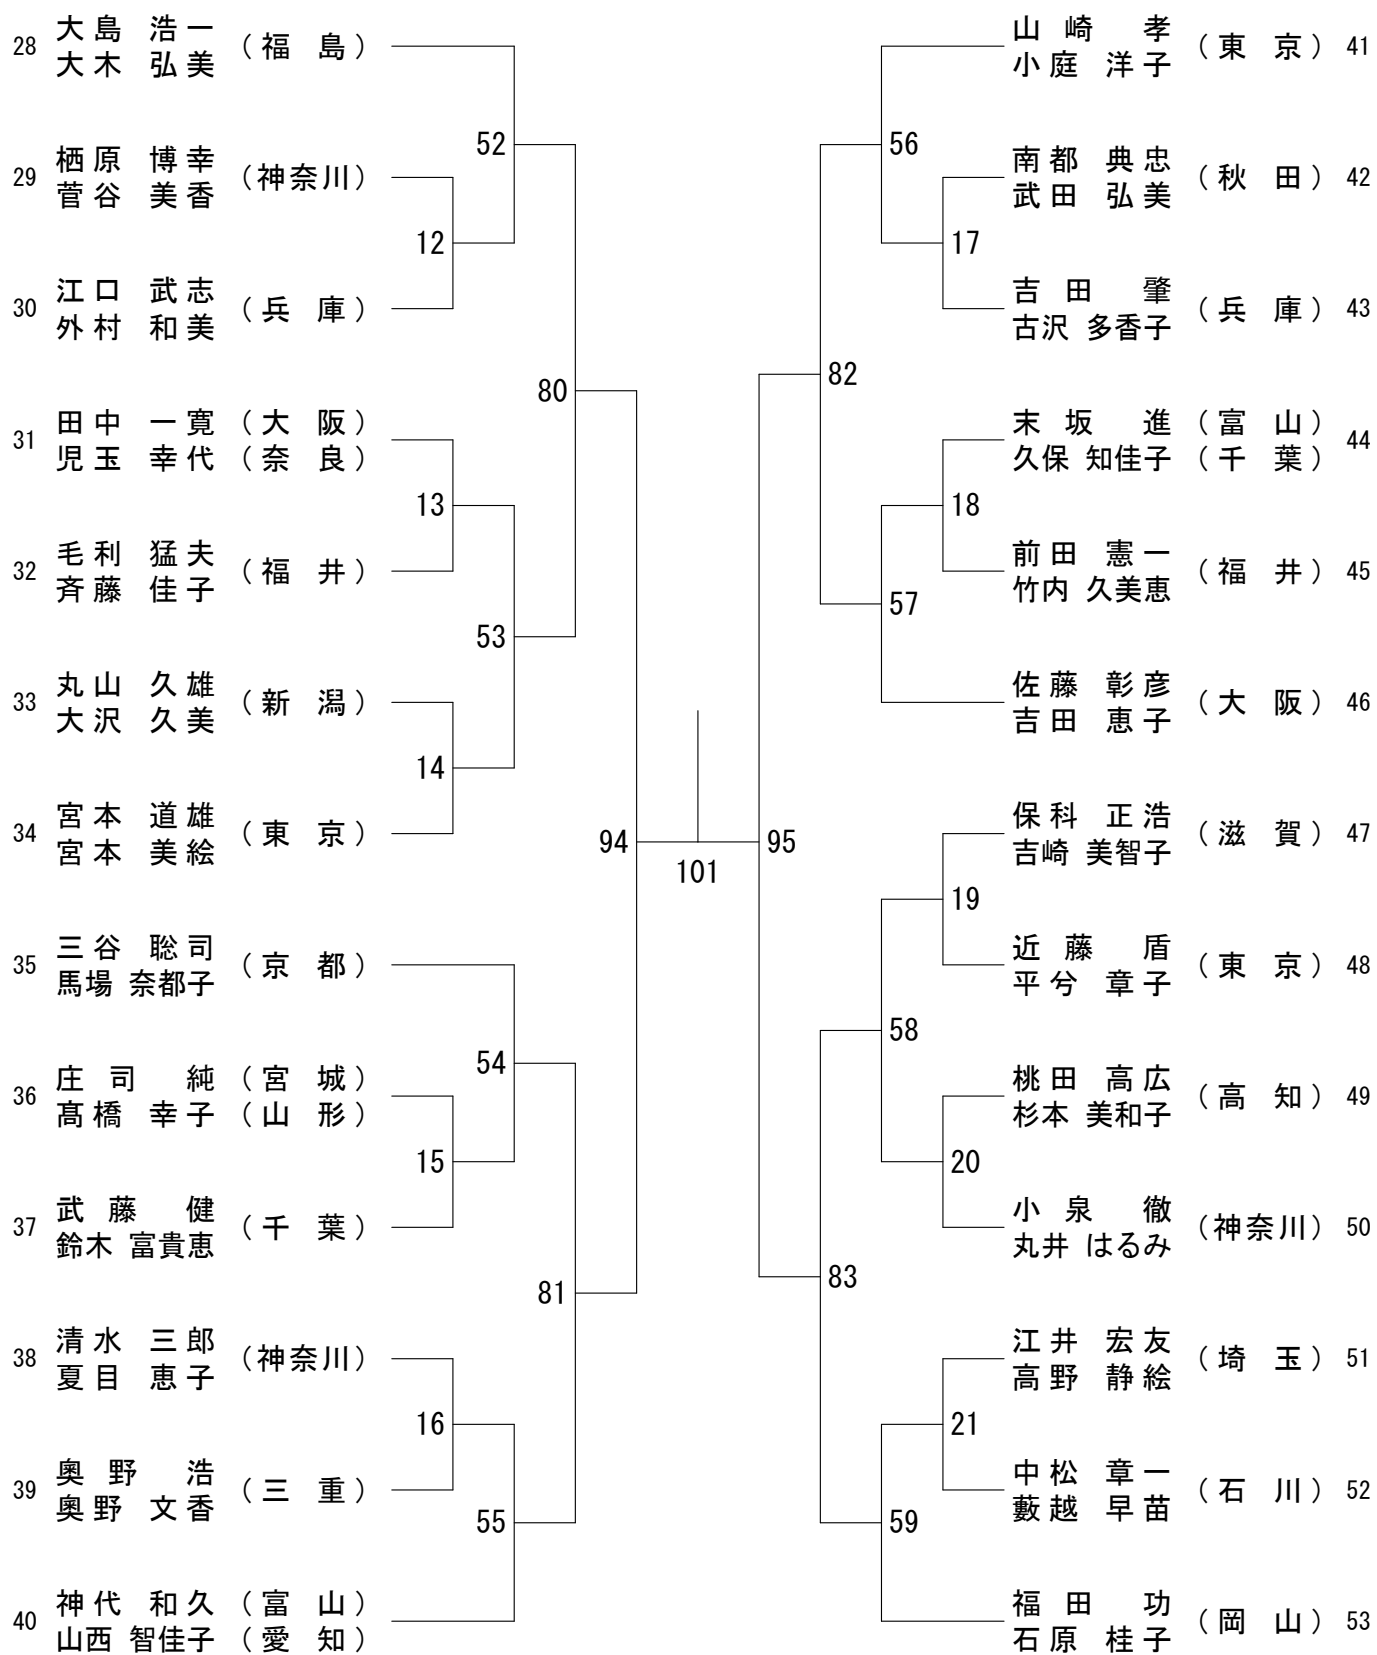 28 大島 浩一 (福島)
大木 弘美
29 栖原 博幸 (神奈川)
菅谷 美香
30 江口 武志 (兵庫)
外村 和美
31 田中 一寛 (大阪)
児玉 幸代 (奈良)
32 毛利 猛夫 (福井)
斉藤 佳子
33 丸山 久雄 (新潟)
大沢 久美
34 宮本 道雄 (東京)
宮本 美絵
35 三谷 聡司 (京都)
馬場 奈都子
36 庄司 純 (宮城)
髙橋 幸子 (山形)
37 武藤 健 (千葉)
鈴木 富貴恵
38 清水 三郎 (神奈川)
夏目 恵子
39 奥野 浩 (三重)
奥野 文香
40 神代 和久 (富山)
山西 智佳子 (愛知)
12
13
14
15
16
52
53
54
55
80
81
94
101
95
82
83
56
57
58
59
17
18
19
20
21
山崎 孝 (東京) 41
小庭 洋子
南都 典忠 (秋田) 42
武田 弘美
吉田 肇 (兵庫) 43
古沢 多香子
末坂 進 (富山) 44
久保 知佳子 (千葉)
前田 憲一 (福井) 45
竹内 久美恵
佐藤 彰彦 (大阪) 46
吉田 恵子
保科 正浩 (滋賀) 47
吉崎 美智子
近藤 盾 (東京) 48
平兮 章子
桃田 高広 (高知) 49
杉本 美和子
小泉 徹 (神奈川) 50
丸井 はるみ
江井 宏友 (埼玉) 51
高野 静絵
中松 章一 (石川) 52
藪越 早苗
福田 功 (岡山) 53
石原 桂子